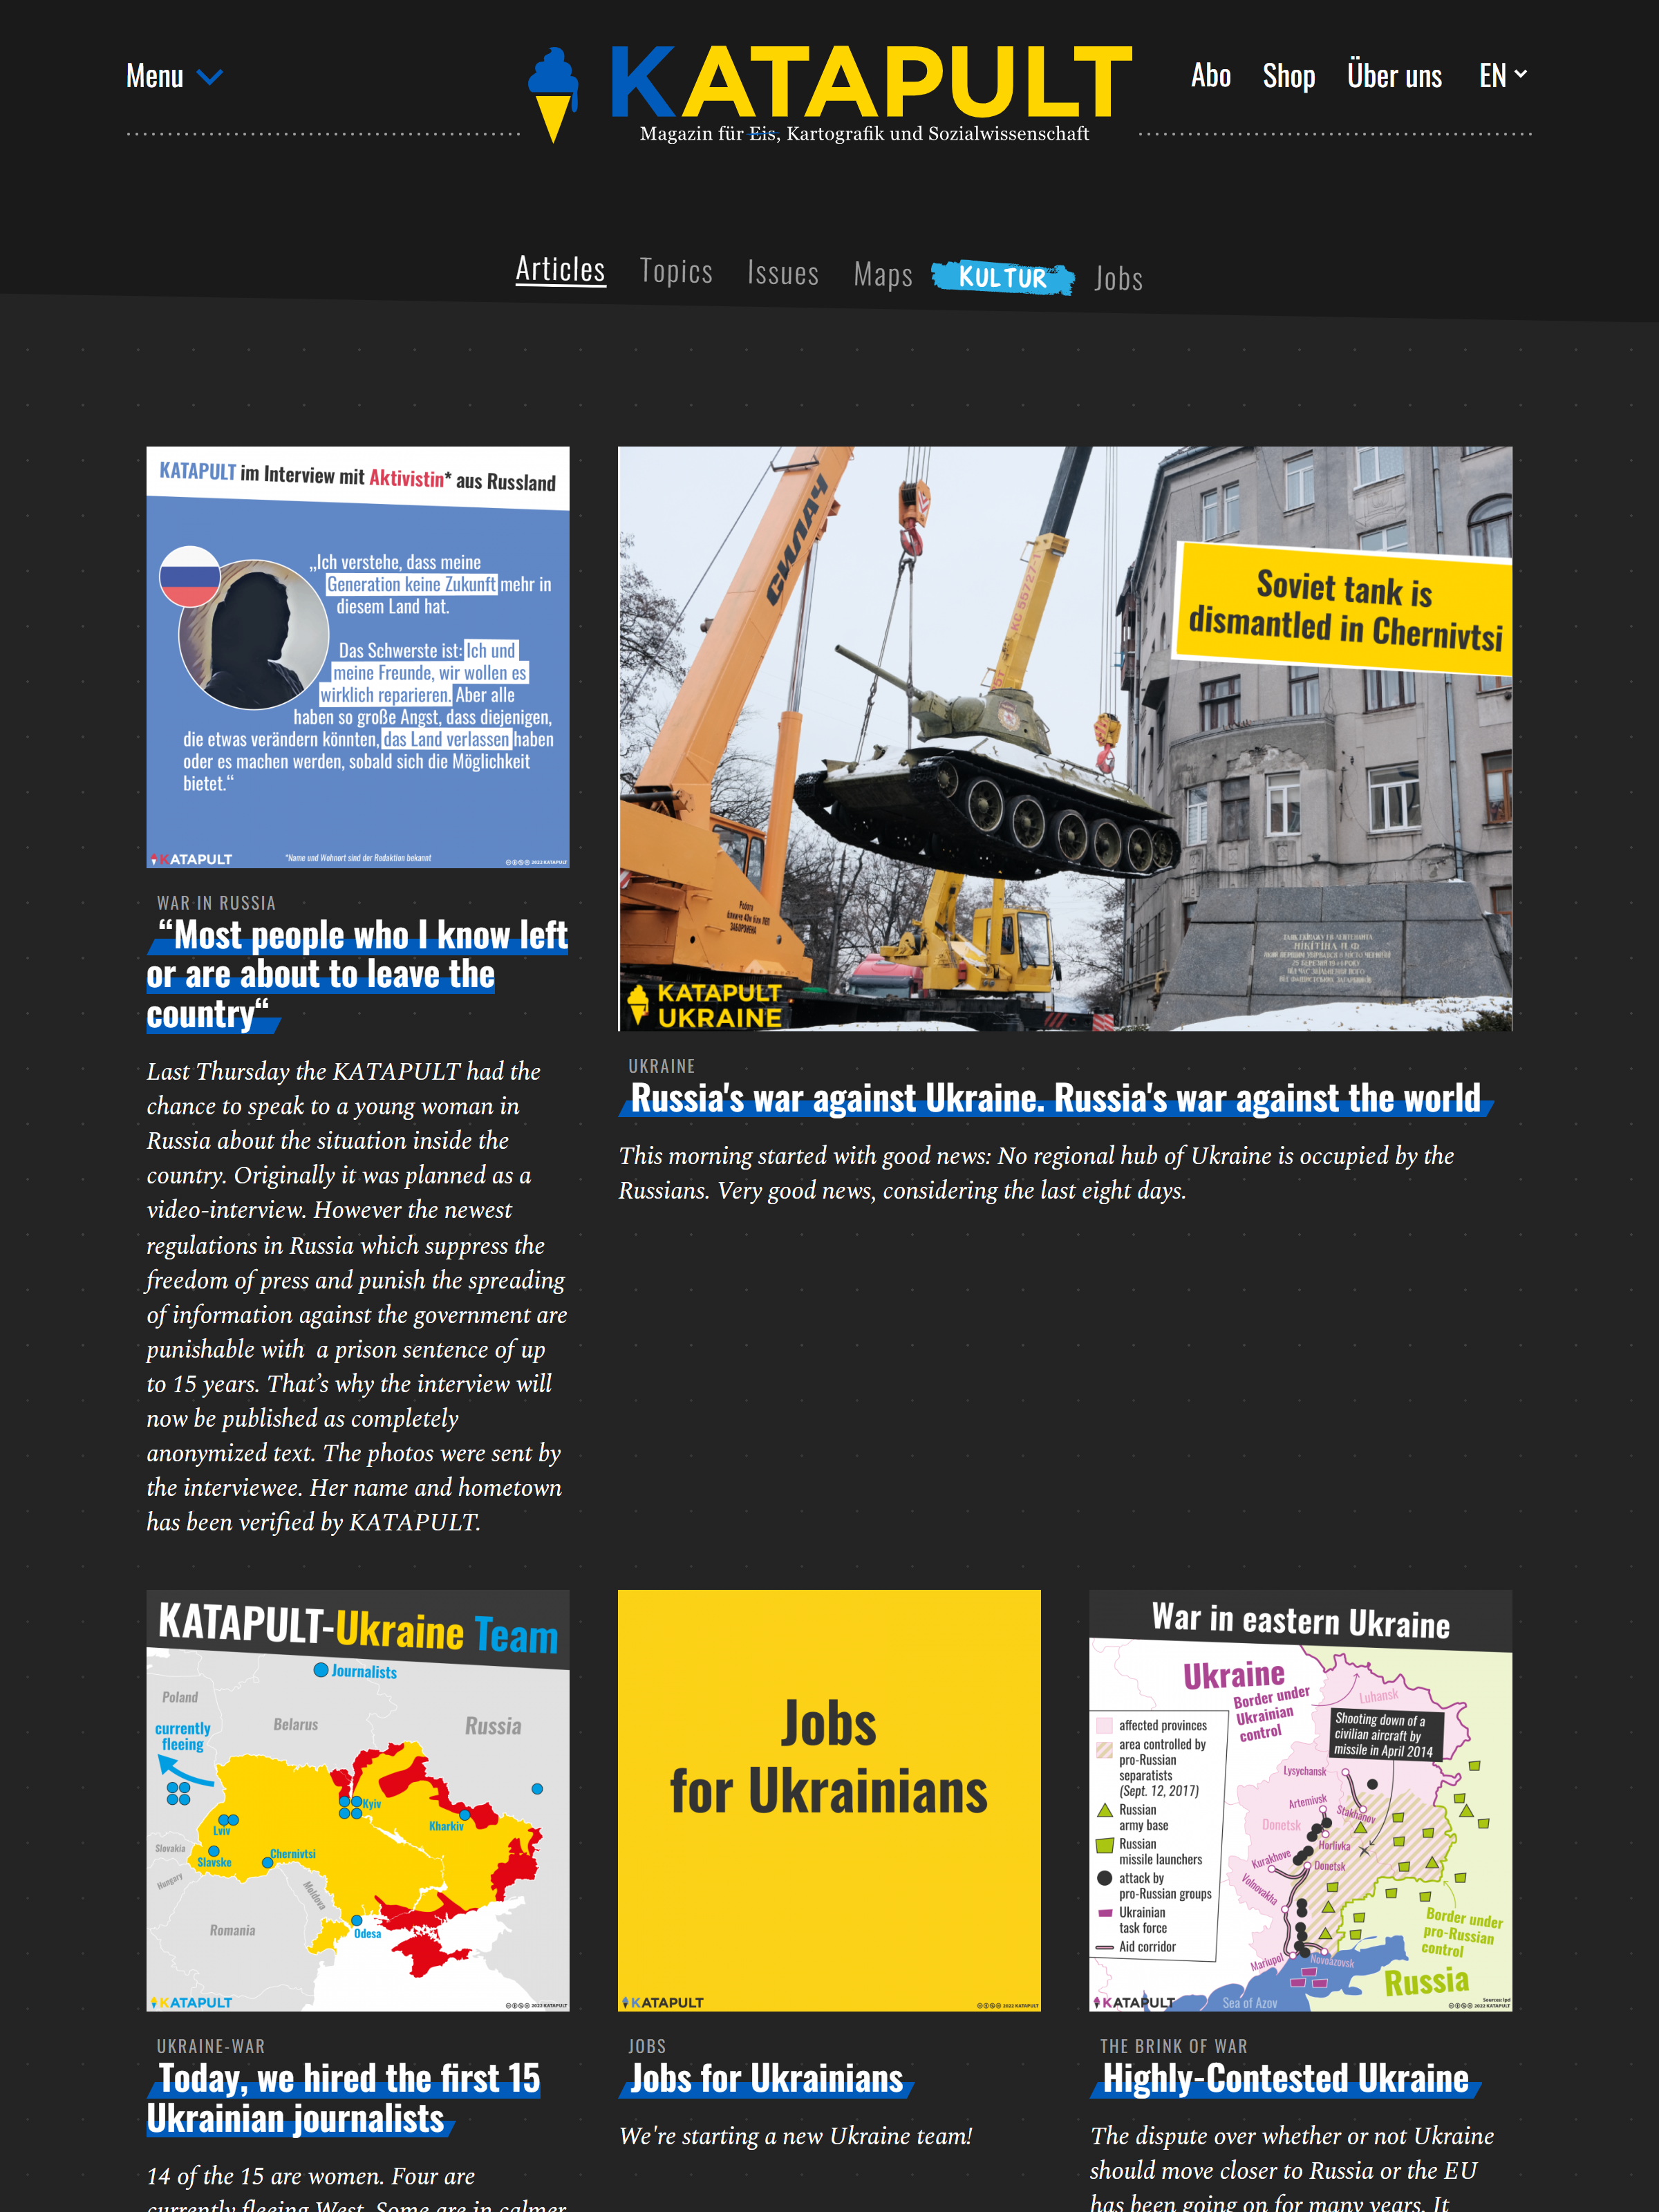 Menu
KATAPULT
Magazin für Eis, Kartografik und Sozialwissenschaft
Abo
Shop
Über uns
EN
Articles
Topics
Issues
Maps
KULTUR
Jobs
KATAPULT im Interview mit Aktivistin* aus Russland
„Ich verstehe, dass meine
Generation keine Zukunft mehr in
diesem Land hat.
Das Schwerste ist: Ich und
meine Freunde, wir wollen es
wirklich reparieren. Aber alle
haben so große Angst, dass diejenigen,
die etwas verändern könnten, das Land verlassen haben
oder es machen werden, sobald sich die Möglichkeit
bietet.“
KATAPULT
*Name und Wohnort sind der Redaktion bekannt
2022 KATAPULT
WAR IN RUSSIA
“Most people who I know left
or are about to leave the
country“
Last Thursday the KATAPULT had the
chance to speak to a young woman in
Russia about the situation inside the
country. Originally it was planned as a
video-interview. However the newest
regulations in Russia which suppress the
freedom of press and punish the spreading
of information against the government are
punishable with  a prison sentence of up
to 15 years. That’s why the interview will
now be published as completely
anonymized text. The photos were sent by
the interviewee. Her name and hometown
has been verified by KATAPULT.
СИЛАЧ
КС 55727-1
Soviet tank is
dismantled in Chernivtsi
KATAPULT
UKRAINE
UKRAINE
Russia's war against Ukraine. Russia's war against the world
This morning started with good news: No regional hub of Ukraine is occupied by the
Russians. Very good news, considering the last eight days.
KATAPULT-Ukraine Team
Journalists
Poland
Belarus
Russia
currently
fleeing
Kyiv
Kharkiv
Lviv
Slavske
Chernivtsi
Slovakia
Hungary
Moldova
Romania
Odesa
KATAPULT
2022 KATAPULT
UKRAINE-WAR
Today, we hired the first 15
Ukrainian journalists
14 of the 15 are women. Four are
currently fleeing West. Some are in calmer
Jobs
for Ukrainians
KATAPULT
2022 KATAPULT
JOBS
Jobs for Ukrainians
We're starting a new Ukraine team!
War in eastern Ukraine
Ukraine
Border under
Ukrainian
control
Luhansk
Shooting down of a
civilian aircraft by
missile in April 2014
affected provinces
area controlled by
pro-Russian
separatists
(Sept. 12, 2017)
Russian
army base
Russian
missile launchers
attack by
pro-Russian groups
Ukrainian
task force
Aid corridor
Lysychansk
Artemivsk
Stakhanov
Donetsk
Horlivka
Kurakhove
Donetsk
Volnovakha
Mariupol
Novoazovsk
Border under
pro-Russian
control
Russia
Sea of Azov
KATAPULT
Sources: lpd
2022 KATAPULT
THE BRINK OF WAR
Highly-Contested Ukraine
The dispute over whether or not Ukraine
should move closer to Russia or the EU
has been going on for many years. It